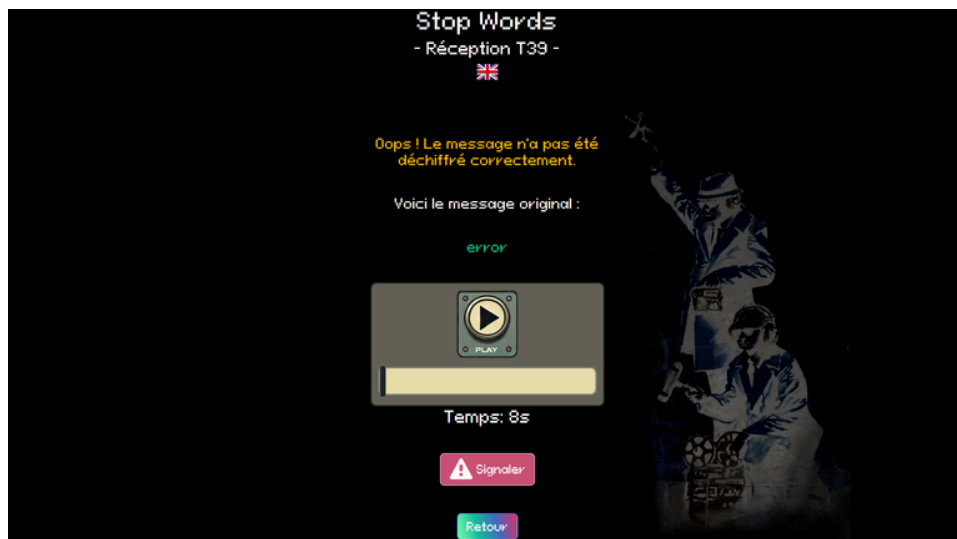 Stop Words
- Réception T39 -
Oops ! Le message n'a pas été
déchiffré correctement.
Voici le message original :
error
PLAY
Temps: 8s
Signaler
Retour